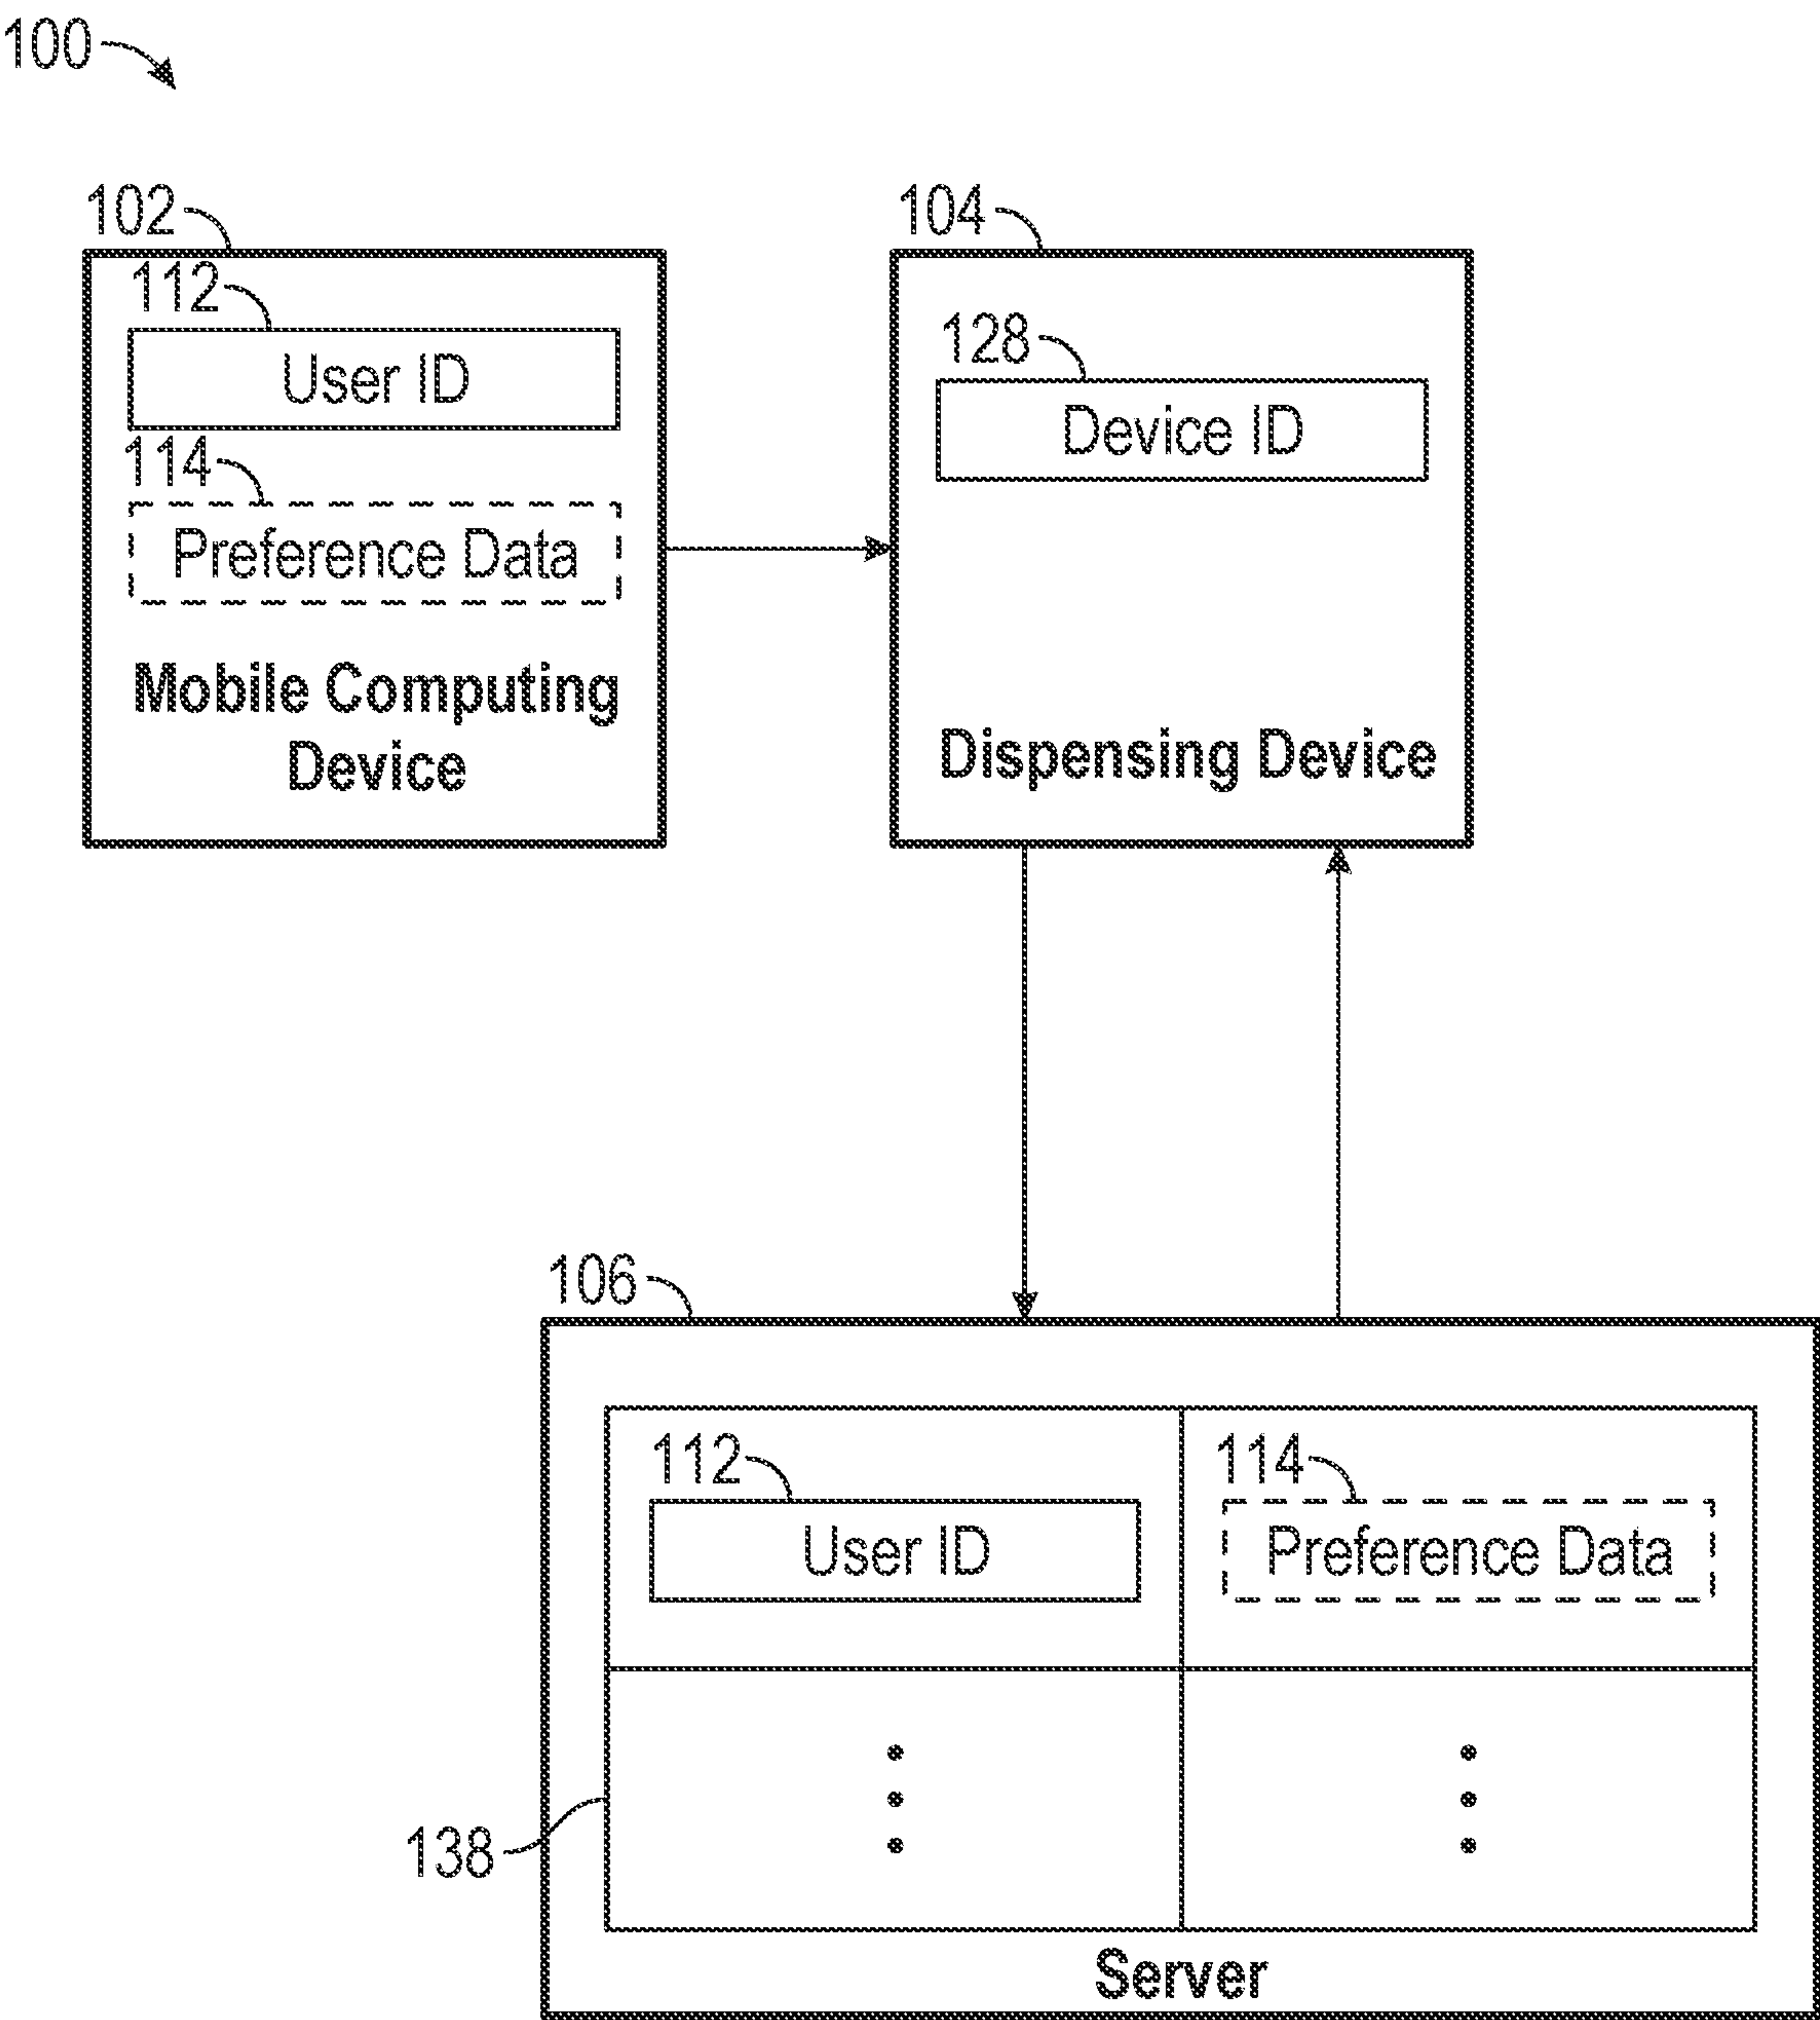 100
102
104
112
User ID
128
Device ID
114
Preference Data
Mobile Computing
Device
Dispensing Device
106
112
User ID
114
Preference Data
138
Server